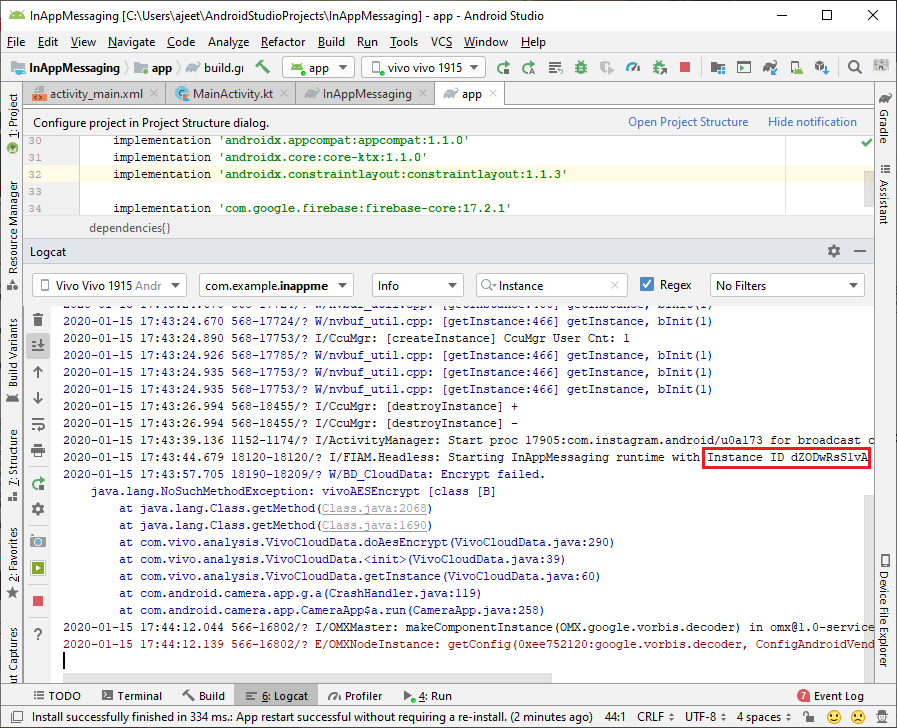 InAppMessaging [C:\Users\ajeet\AndroidStudioProjects\InAppMessaging] - app - Android Studio
File Edit View Navigate Code Analyze Refactor Build Run Tools VCS Window Help
InAppMessaging app build.gr app vivo vivo 1915
activity_main.xml MainActivity.kt InAppMessaging app
Configure project in Project Structure dialog. Open Project Structure Hide notification
30 implementation 'androidx.appcompat:appcompat:1.1.0'
31 implementation 'androidx.core:core-ktx:1.1.0'
32 implementation 'androidx.constraintlayout:constraintlayout:1.1.3'
33
34 implementation 'com.google.firebase:firebase-core:17.2.1'
dependencies{}
Logcat
Vivo Vivo 1915 Andr com.example.inappme Info Instance Regex No Filters
2020-01-15 17:43:24.670 568-17724/? W/nvbuf_util.cpp: [getInstance:466] getInstance, bInit(1)
2020-01-15 17:43:24.890 568-17753/? I/CcuMgr: [createInstance] CcuMgr User Cnt: 1
2020-01-15 17:43:24.926 568-17785/? W/nvbuf_util.cpp: [getInstance:466] getInstance, bInit(1)
2020-01-15 17:43:24.935 568-17753/? W/nvbuf_util.cpp: [getInstance:466] getInstance, bInit(1)
2020-01-15 17:43:24.935 568-17753/? W/nvbuf_util.cpp: [getInstance:466] getInstance, bInit(1)
2020-01-15 17:43:26.994 568-18455/? I/CcuMgr: [destroyInstance] +
2020-01-15 17:43:26.994 568-18455/? I/CcuMgr: [destroyInstance] -
2020-01-15 17:43:39.136 1152-1174/? I/ActivityManager: Start proc 17905:com.instagram.android/u0a173 for broadcast c
2020-01-15 17:43:44.679 18120-18120/? I/FIAM.Headless: Starting InAppMessaging runtime with Instance ID dZODwRsSlvA
2020-01-15 17:43:57.705 18190-18209/? W/BD_CloudData: Encrypt failed.
java.lang.NoSuchMethodException: vivoAESEncrypt [class [B]
at java.lang.Class.getMethod(Class.java:2068)
at java.lang.Class.getMethod(Class.java:1690)
at com.vivo.analysis.VivoCloudData.doAesEncrypt(VivoCloudData.java:290)
at com.vivo.analysis.VivoCloudData.<init>(VivoCloudData.java:39)
at com.vivo.analysis.VivoCloudData.getInstance(VivoCloudData.java:60)
at com.android.camera.app.g.a(CrashHandler.java:119)
at com.android.camera.app.CameraApp$a.run(CameraApp.java:258)
2020-01-15 17:44:12.044 566-16802/? I/OMXMaster: makeComponentInstance(OMX.google.vorbis.decoder) in omx@1.0-service
2020-01-15 17:44:12.139 566-16802/? E/OMXNodeInstance: getConfig(0xee752120:google.vorbis.decoder, ConfigAndroidVend
TODO Terminal Build 6: Logcat Profiler 4: Run 7 Event Log
Install successfully finished in 334 ms.: App restart successful without requiring a re-install. (2 minutes ago) 44:1 CRLF UTF-8 4 spaces
1: Project
Resource Manager
Build Variants
Z: Structure
2: Favorites
ut Captures
Gradle
Assistant
Device File Explorer